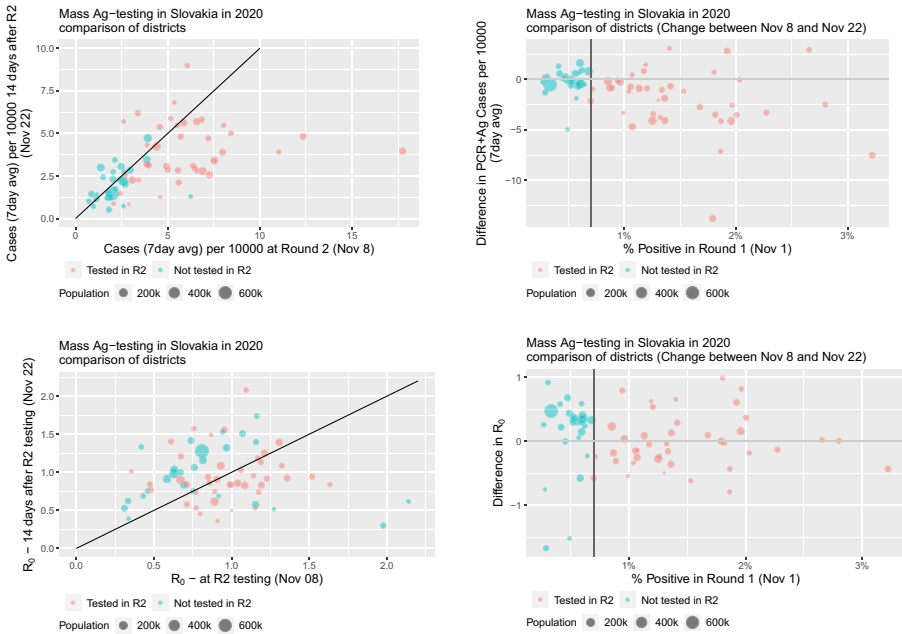 Mass Ag−testing in Slovakia in 2020
comparison of districts
Cases (7day avg) per 10000 14 days after R2
(Nov 22)
10.0
7.5
5.0
2.5
0.0
0
5
10
15
Cases (7day avg) per 10000 at Round 2 (Nov 8)
Tested in R2 Not tested in R2
Population 200k 400k 600k
Mass Ag−testing in Slovakia in 2020
comparison of districts (Change between Nov 8 and Nov 22)
Difference in PCR+Ag Cases per 10000
(7day avg)
0
−5
−10
1%
2%
3%
% Positive in Round 1 (Nov 1)
Tested in R2 Not tested in R2
Population 200k 400k 600k
Mass Ag−testing in Slovakia in 2020
comparison of districts
R0 − 14 days after R2 testing (Nov 22)
2.0
1.5
1.0
0.5
0.0
0.0
0.5
1.0
1.5
2.0
R0 − at R2 testing (Nov 08)
Tested in R2 Not tested in R2
Population 200k 400k 600k
Mass Ag−testing in Slovakia in 2020
comparison of districts (Change between Nov 8 and Nov 22)
Difference in R0
1
0
−1
1%
2%
3%
% Positive in Round 1 (Nov 1)
Tested in R2 Not tested in R2
Population 200k 400k 600k